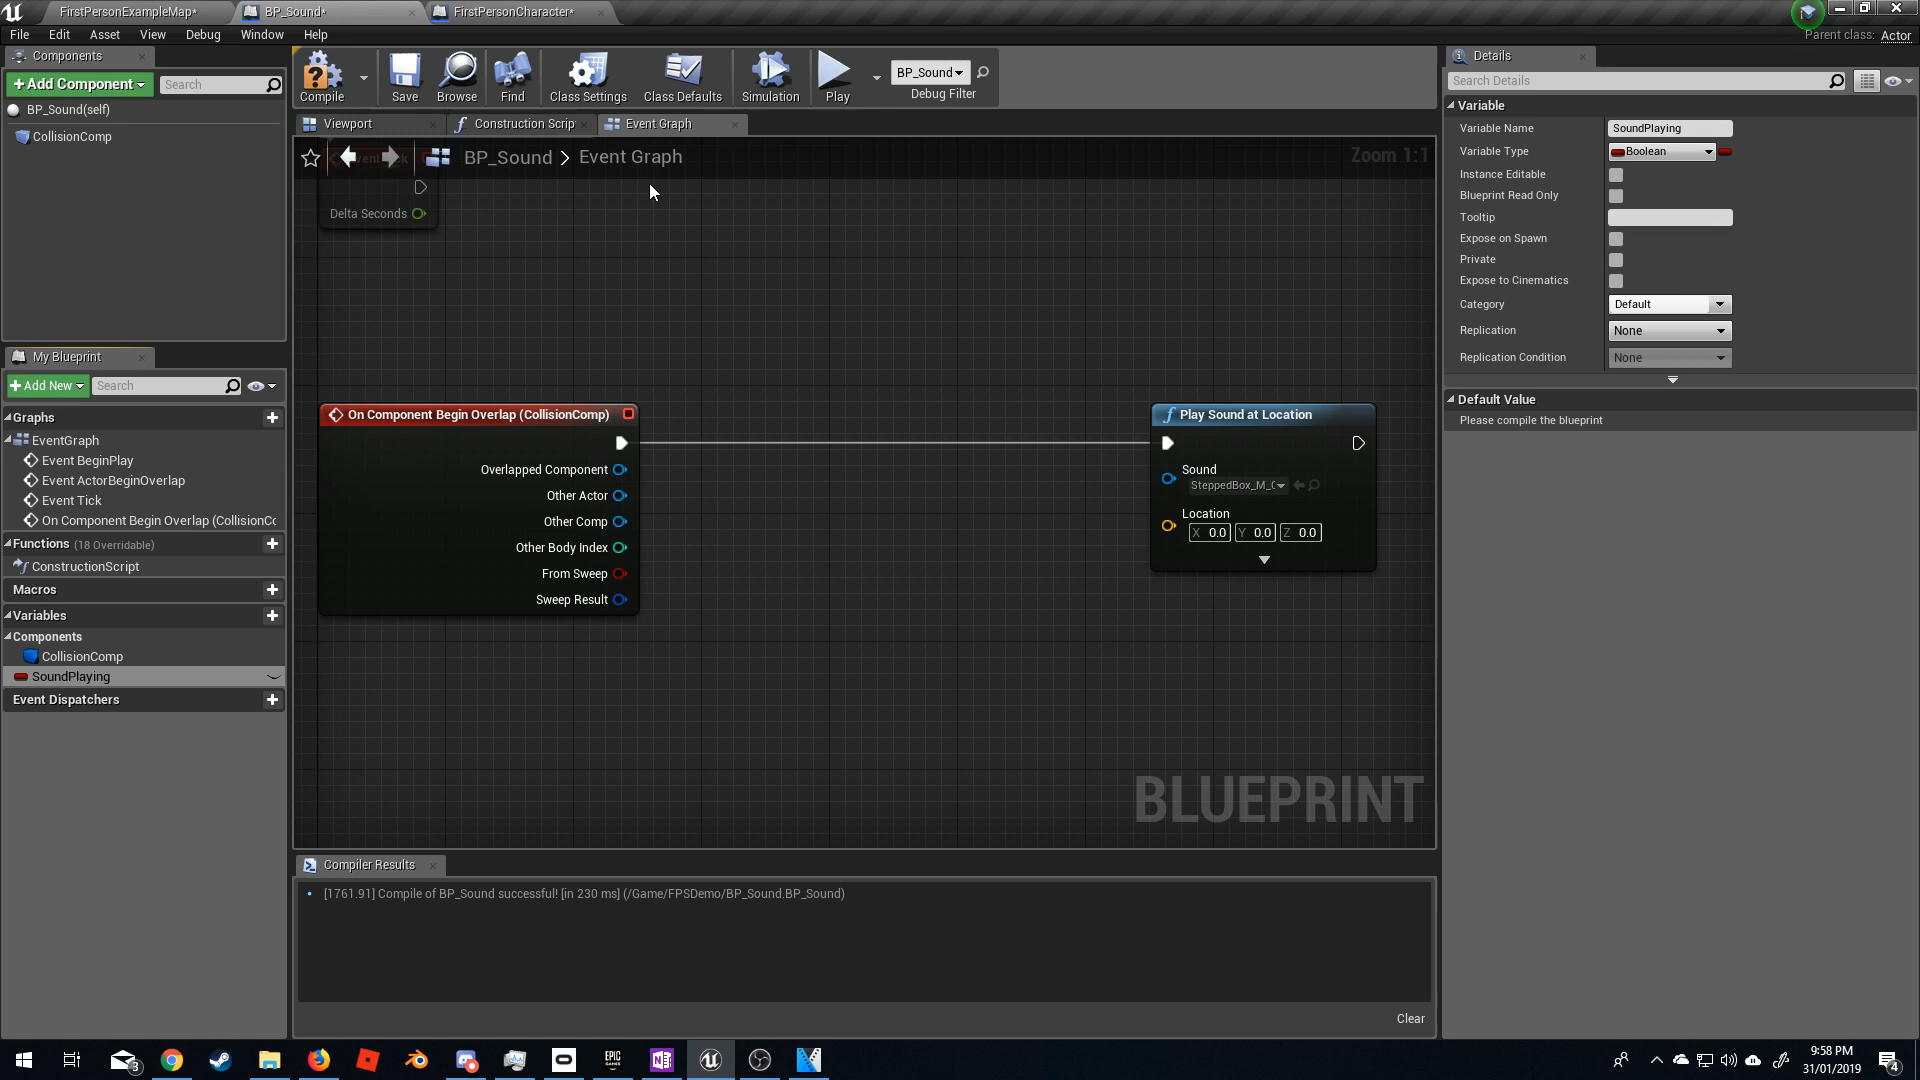 FirstPersonExampleMap*
BP_Sound*
FirstPersonCharacter*
File
Edit
Asset
View
Debug
Window
Help
Parent class: Actor
Components
+Add Component
Search
BP_Sound(self)
CollisionComp
Compile
Save
Browse
Find
Class Settings
Class Defaults
Simulation
Play
BP_Sound
Debug Filter
Viewport
Construction Scrip
Event Graph
BP_Sound > Event Graph
Zoom 1:1
Delta Seconds
On Component Begin Overlap (CollisionComp)
Overlapped Component
Other Actor
Other Comp
Other Body Index
From Sweep
Sweep Result
Play Sound at Location
Sound
SteppedBox_M_C
Location
X 0.0
Y 0.0
Z 0.0
BLUEPRINT
My Blueprint
+Add New
Search
Graphs
EventGraph
Event BeginPlay
Event ActorBeginOverlap
Event Tick
On Component Begin Overlap (CollisionCo
Functions (18 Overridable)
ConstructionScript
Macros
Variables
Components
CollisionComp
SoundPlaying
Event Dispatchers
Compiler Results
[1761.91] Compile of BP_Sound successful! [in 230 ms] (/Game/FPSDemo/BP_Sound.BP_Sound)
Clear
Details
Search Details
Variable
Variable Name
SoundPlaying
Variable Type
Boolean
Instance Editable
Blueprint Read Only
Tooltip
Expose on Spawn
Private
Expose to Cinematics
Category
Default
Replication
None
Replication Condition
None
Default Value
Please compile the blueprint
3
EPIC
GAMES
9:58 PM
31/01/2019
4